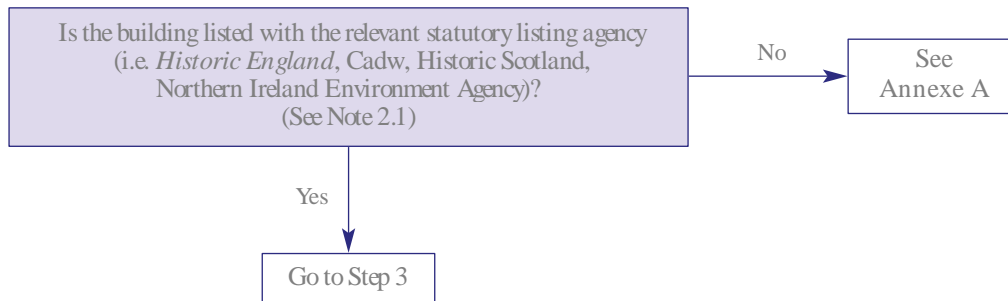 Is the building listed with the relevant statutory listing agency
(i.e. Historic England, Cadw, Historic Scotland,
Northern Ireland Environment Agency)?
(See Note 2.1)
No
See
Annexe A
Yes
Go to Step 3